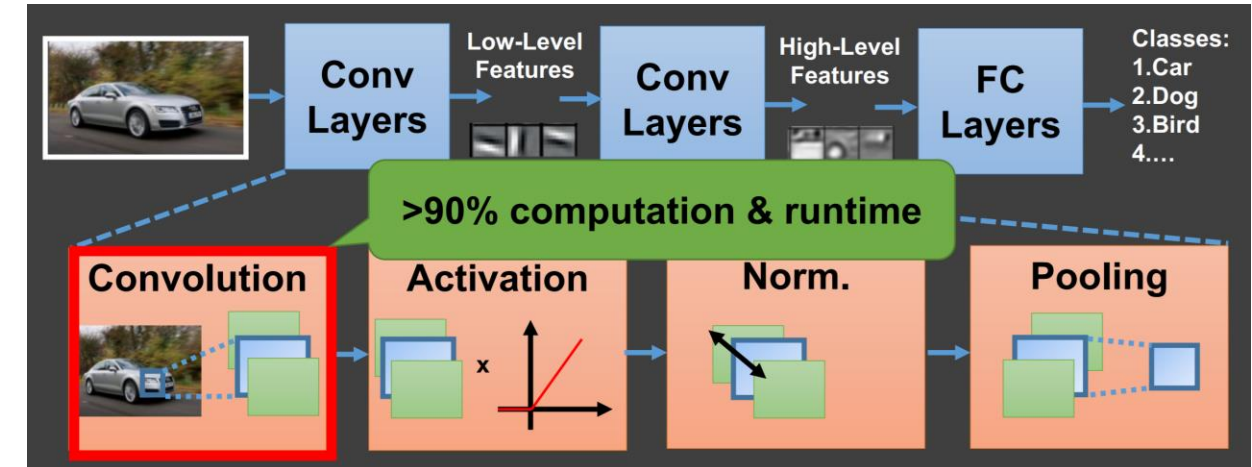 Conv
Layers
Low-Level
Features
Conv
Layers
High-Level
Features
FC
Layers
Classes:
1.Car
2.Dog
3.Bird
4.…
>90% computation & runtime
Convolution
Activation
x
Norm.
Pooling